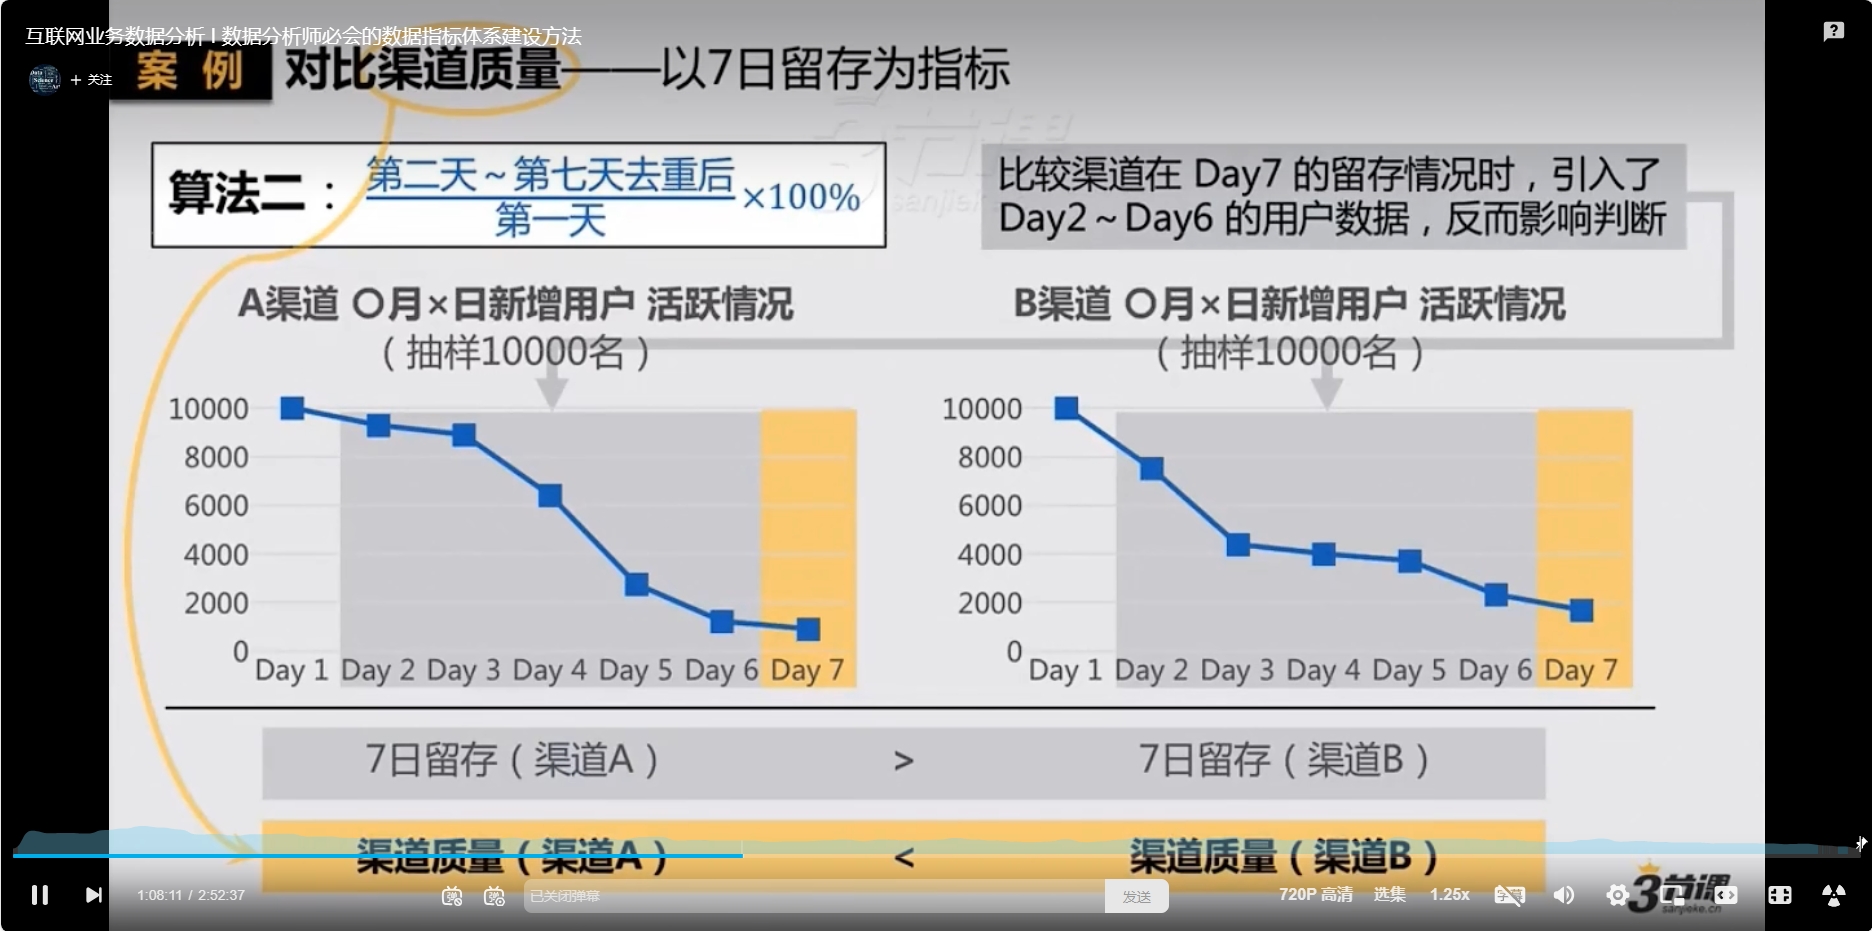 互联网业务数据分析 | 数据分析师必会的数据指标体系建设方法
+ 关注
案 例 对比渠道质量——以7日留存为指标
算法二：第二天～第七天去重后
第一天
×100%
比较渠道在 Day7 的留存情况时，引入了
Day2～Day6 的用户数据，反而影响判断
3节课
sanjieke.cn
A渠道 〇月×日新增用户 活跃情况
（抽样10000名）
10000
8000
6000
4000
2000
0
Day 1 Day 2 Day 3 Day 4 Day 5 Day 6 Day 7
B渠道 〇月×日新增用户 活跃情况
（抽样10000名）
10000
8000
6000
4000
2000
0
Day 1 Day 2 Day 3 Day 4 Day 5 Day 6 Day 7
7日留存（渠道A） > 7日留存（渠道B）
渠道质量（渠道A） < 渠道质量（渠道B）
1:08:11 / 2:52:37
已关闭弹幕
发送
720P 高清
选集
1.25x
字幕
3节课
sanjieke.cn